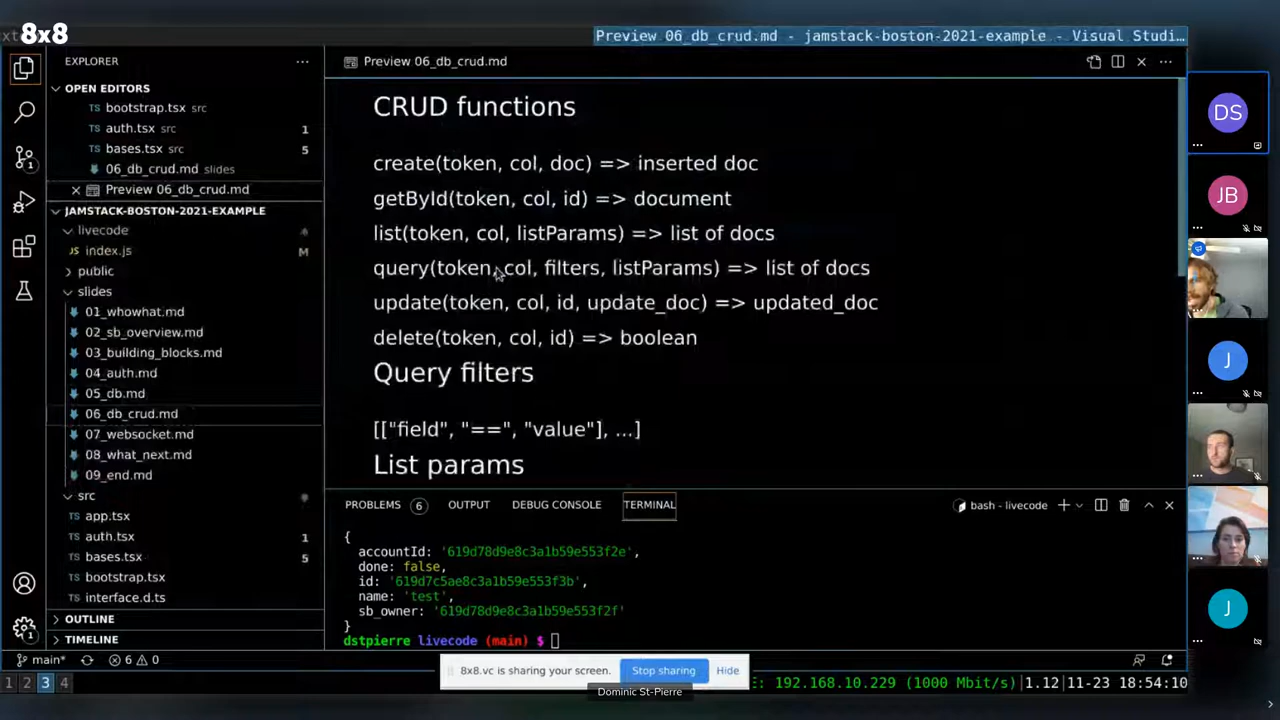 8x8
Preview 06_db_crud.md - jamstack-boston-2021-example - Visual Studi…
EXPLORER
OPEN EDITORS
TS bootstrap.tsx src
TS auth.tsx src 1
TS bases.tsx src 5
06_db_crud.md slides
Preview 06_db_crud.md
JAMSTACK-BOSTON-2021-EXAMPLE
livecode
JS index.js M
public
slides
01_whowhat.md
02_sb_overview.md
03_building_blocks.md
04_auth.md
05_db.md
06_db_crud.md
07_websocket.md
08_what_next.md
09_end.md
src
TS app.tsx
TS auth.tsx 1
TS bases.tsx 5
TS bootstrap.tsx
TS interface.d.ts
OUTLINE
TIMELINE
Preview 06_db_crud.md
CRUD functions
create(token, col, doc) => inserted doc
getById(token, col, id) => document
list(token, col, listParams) => list of docs
query(token, col, filters, listParams) => list of docs
update(token, col, id, update_doc) => updated_doc
delete(token, col, id) => boolean
Query filters
[["field", "==", "value"], ...]
List params
PROBLEMS 6 OUTPUT DEBUG CONSOLE TERMINAL bash - livecode
{
accountId: '619d78d9e8c3a1b59e553f2e',
done: false,
id: '619d7c5ae8c3a1b59e553f3b',
name: 'test',
sb_owner: '619d78d9e8c3a1b59e553f2f'
}
dstpierre livecode (main) $
main* 6 0
8x8.vc is sharing your screen. Stop sharing Hide
1 2 3 4
: 192.168.10.229 (1000 Mbit/s)|1.12|11-23 18:54:10
Dominic St-Pierre
DS
JB
J
J